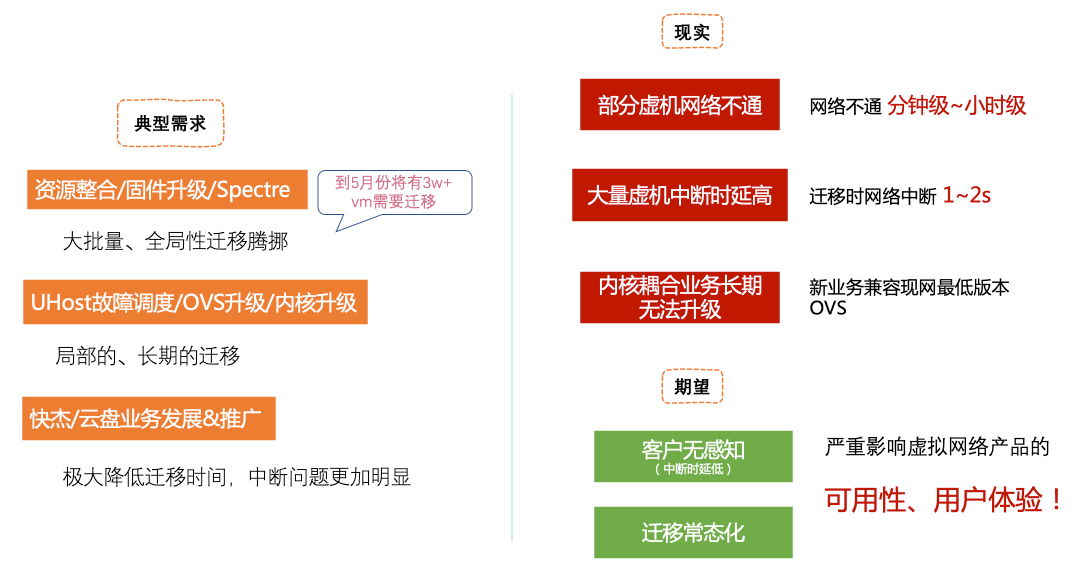 典型需求
资源整合/固件升级/Spectre
到5月份将有3w+
vm需要迁移
大批量、全局性迁移腾挪
UHost故障调度/OVS升级/内核升级
局部的、长期的迁移
快杰/云盘业务发展&推广
极大降低迁移时间，中断问题更加明显
现实
部分虚机网络不通
网络不通 分钟级~小时级
大量虚机中断时延高
迁移时网络中断 1~2s
内核耦合业务长期
无法升级
新业务兼容现网最低版本
OVS
期望
客户无感知
（中断时延低）
迁移常态化
严重影响虚拟网络产品的
可用性、用户体验！